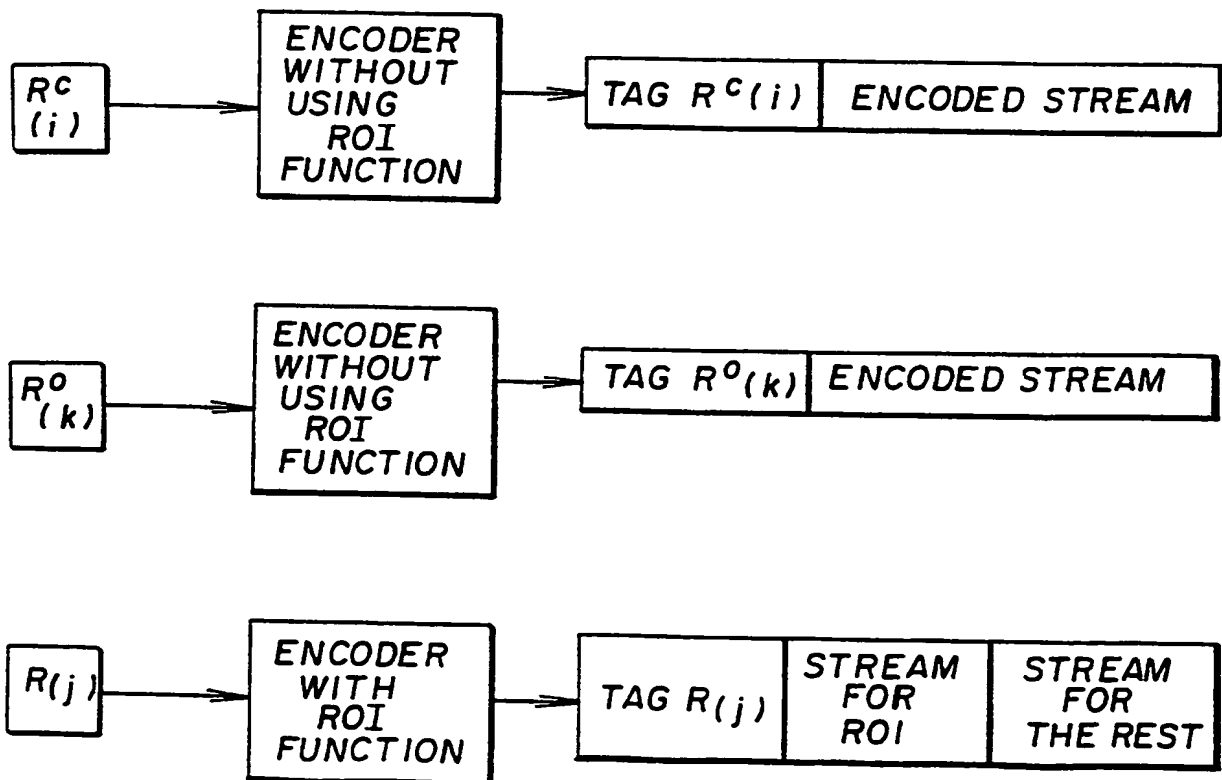 R^C
(i)
ENCODER
WITHOUT
USING
ROI
FUNCTION
TAG R^C(i)
ENCODED STREAM
R^O
(k)
ENCODER
WITHOUT
USING
ROI
FUNCTION
TAG R^O(k)
ENCODED STREAM
R(j)
ENCODER
WITH
ROI
FUNCTION
TAG R(j)
STREAM
FOR
ROI
STREAM
FOR
THE REST